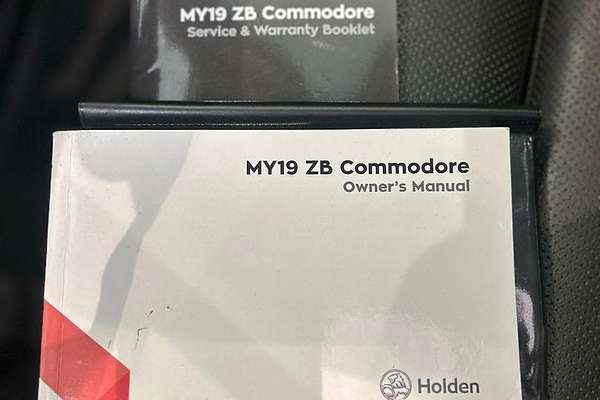 MY19 ZB Commodore
Service & Warranty Booklet
MY19 ZB Commodore
Owner's Manual
Holden